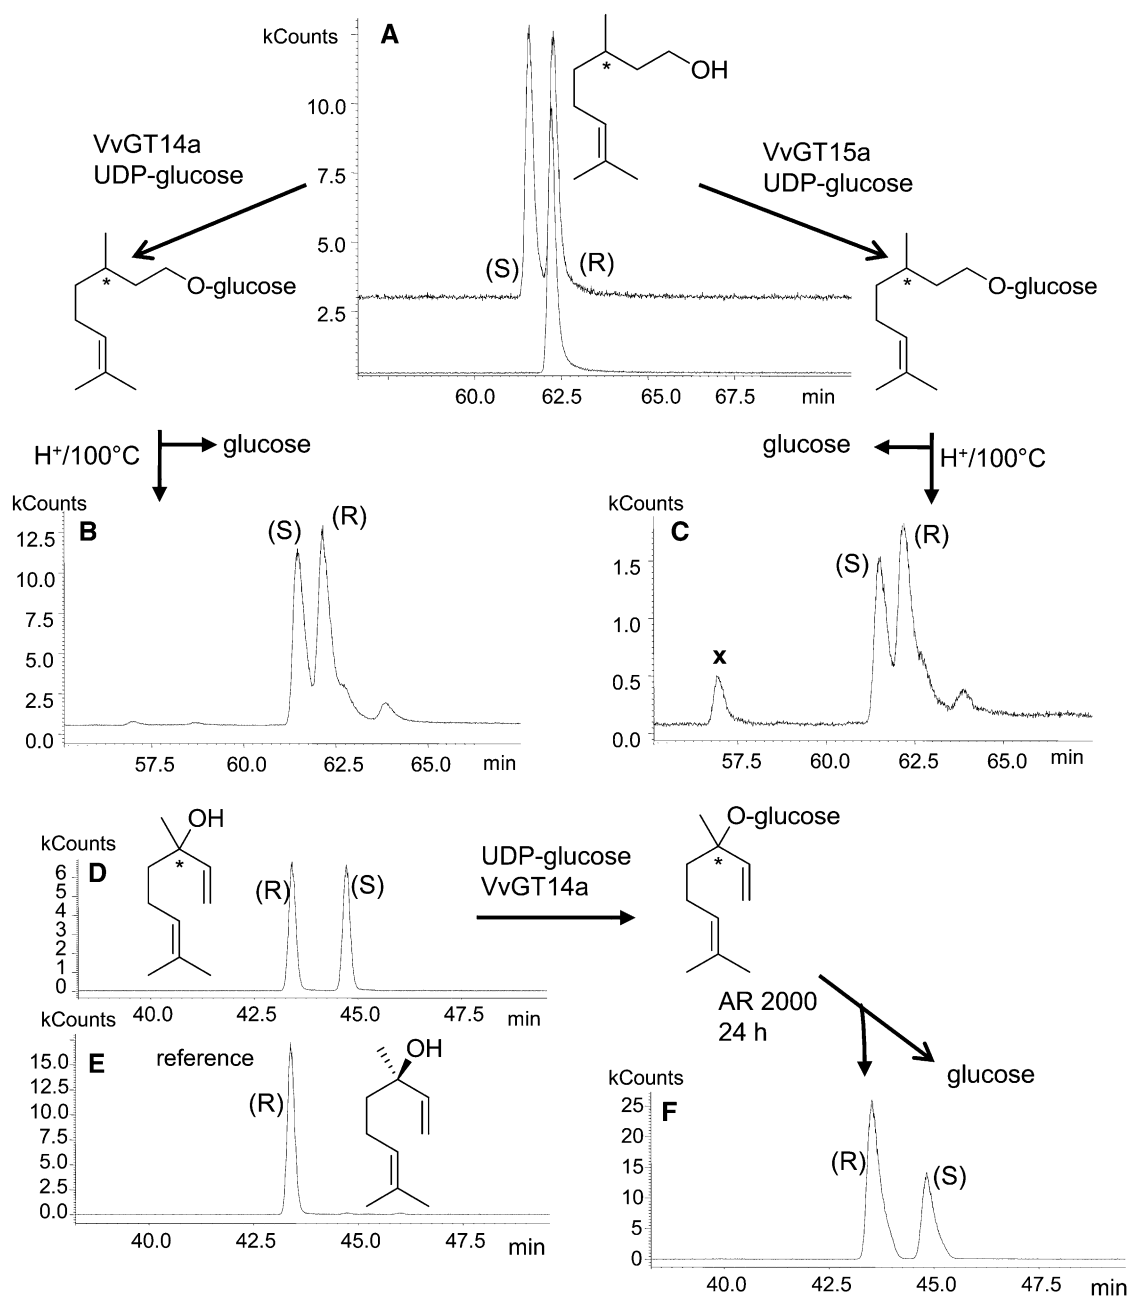 kCounts
A
OH
*
10.0
7.5
5.0
2.5
(S)
(R)
60.0 62.5 65.0 67.5 min
VvGT14a
UDP-glucose
VvGT15a
UDP-glucose
*
O-glucose
*
O-glucose
H+/100°C
glucose
glucose
H+/100°C
kCounts
B
(S)
(R)
12.5
10.0
7.5
5.0
2.5
0.0
57.5 60.0 62.5 65.0 min
kCounts
C
(S)
(R)
x
1.5
1.0
0.5
0.0
57.5 60.0 62.5 65.0 min
kCounts
D
OH
*
(R)
(S)
6
5
4
3
2
1
0
40.0 42.5 45.0 47.5 min
UDP-glucose
VvGT14a
O-glucose
*
AR 2000
24 h
glucose
kCounts
E
reference
OH
(R)
15.0
12.5
10.0
7.5
5.0
2.5
0.0
40.0 42.5 45.0 47.5 min
kCounts
F
(R)
(S)
25
20
15
10
5
0
40.0 42.5 45.0 47.5 min